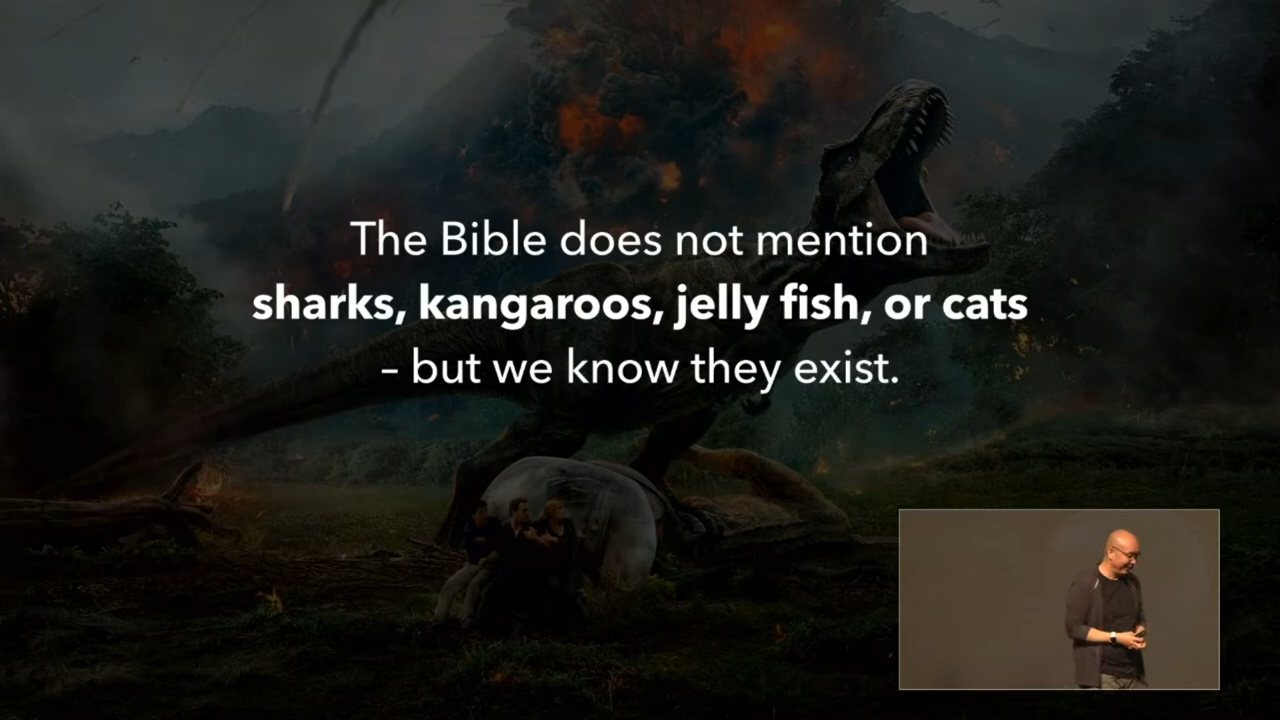 The Bible does not mention
sharks, kangaroos, jelly fish, or cats
– but we know they exist.